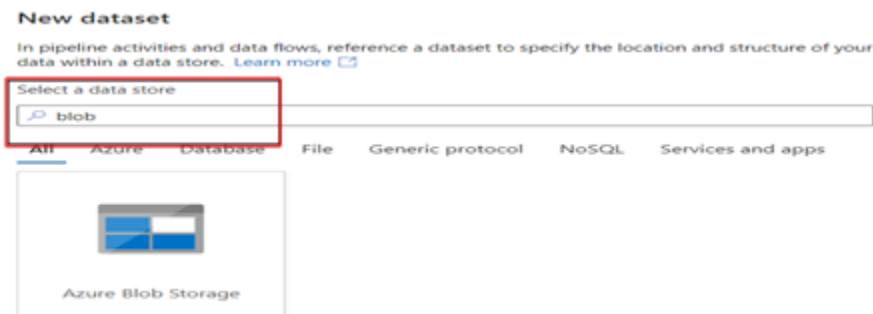 New dataset
In pipeline activities and data flows, reference a dataset to specify the location and structure of your
data within a data store. Learn more
Select a data store
blob
All Azure Database File Generic protocol NoSQL Services and apps
Azure Blob Storage